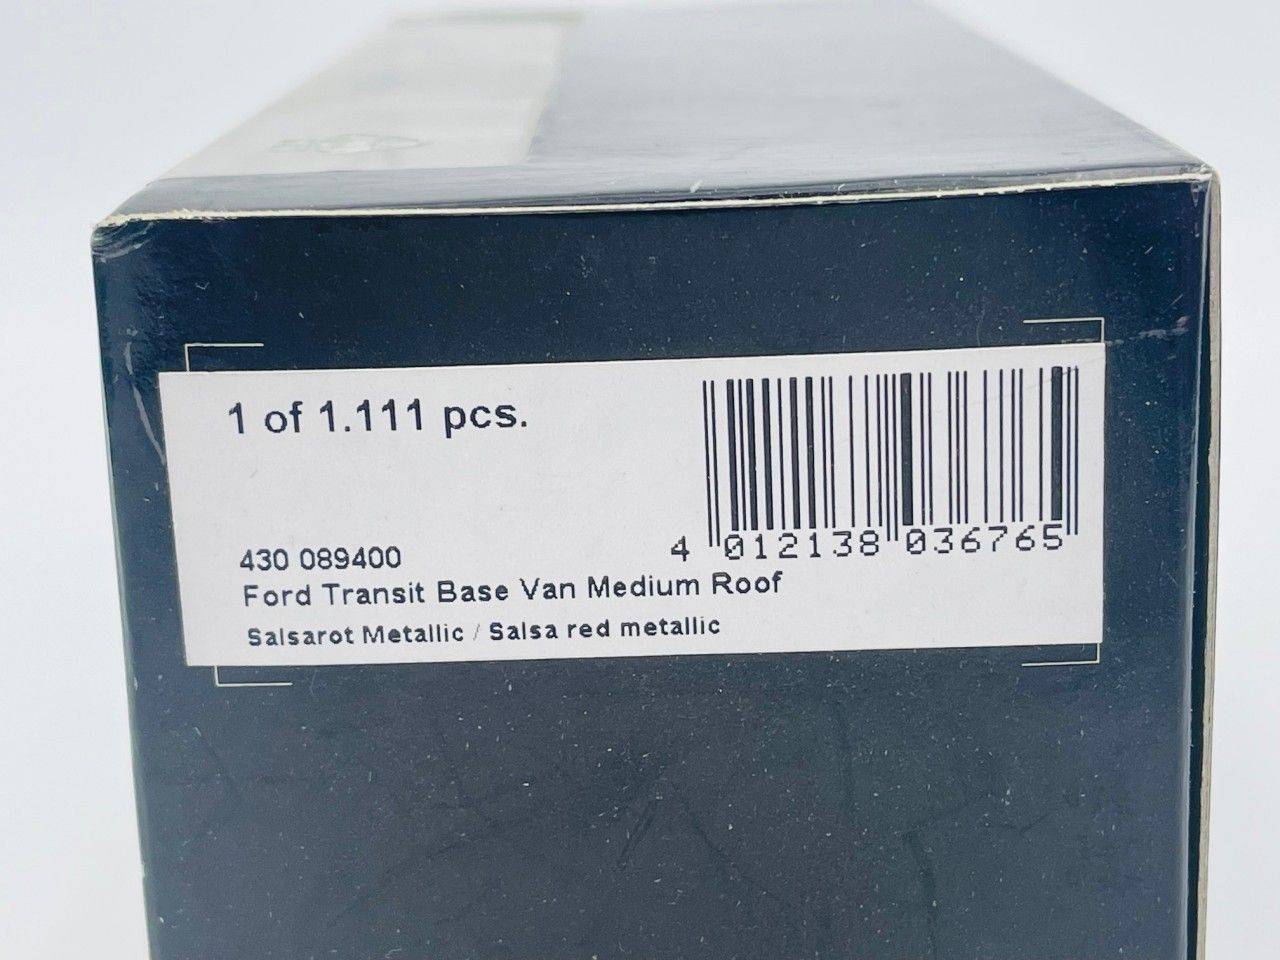 1 of 1.111 pcs.
430 089400
Ford Transit Base Van Medium Roof
Salsarot Metallic / Salsa red metallic
4 012138 036765